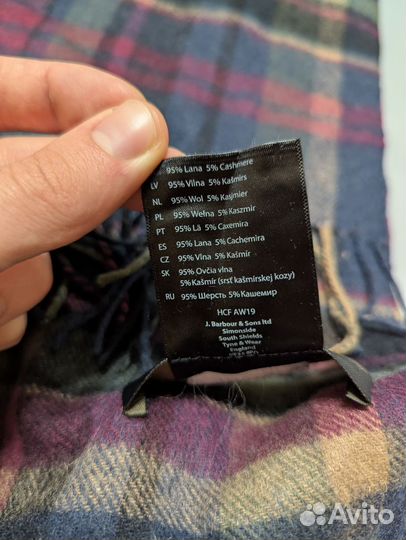 95% Lana 5% Cashmere
LV 95% Vilna 5% Kašmirs
NL 95% Wol 5% Kasjmier
PL 95% Wełna 5% Kaszmir
PT 95% Lã 5% Caxemira
ES 95% Lana 5% Cachemira
CZ 95% Vlna 5% Kašmír
SK 95% Ovčia vlna
5% Kašmír (srsť kašmírskej kozy)
RU 95% Шерсть 5% Кашемир
HCF AW19
J. Barbour & Sons ltd
Simonside
South Shields
Tyne & Wear
England
Avito